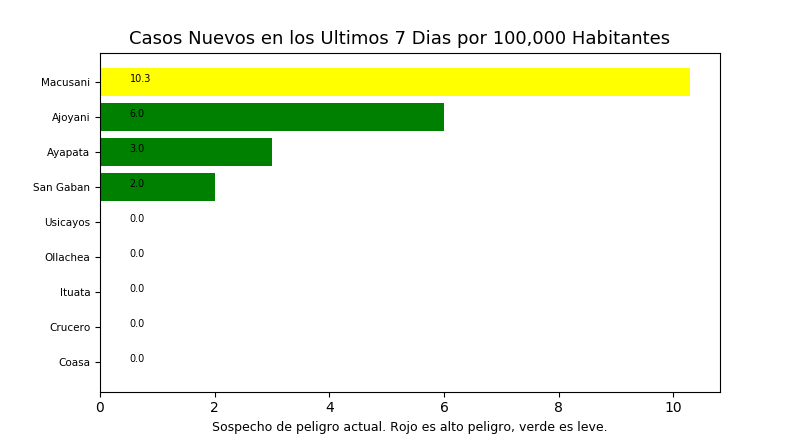 Casos Nuevos en los Ultimos 7 Dias por 100,000 Habitantes
Macusani 10.3
Ajoyani 6.0
Ayapata 3.0
San Gaban 2.0
Usicayos 0.0
Ollachea 0.0
Ituata 0.0
Crucero 0.0
Coasa 0.0
0 2 4 6 8 10
Sospecho de peligro actual. Rojo es alto peligro, verde es leve.